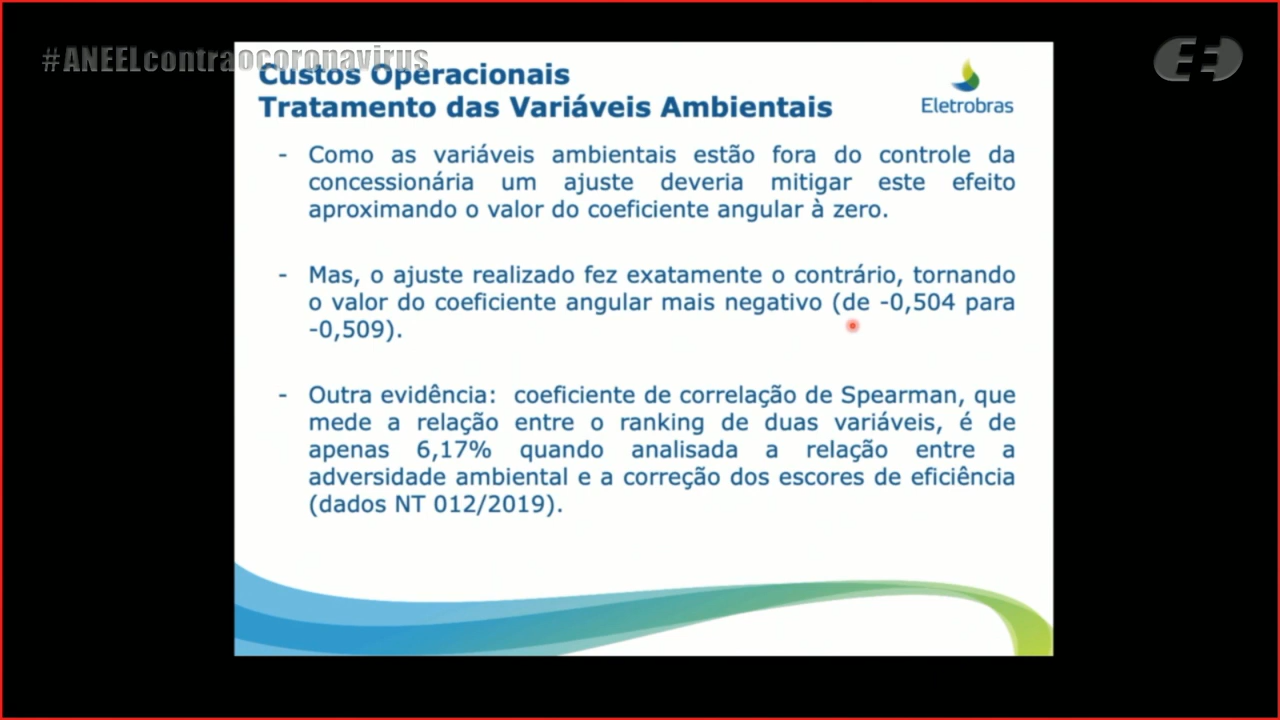 #ANEELcontraocoronavirus
Custos Operacionais
Tratamento das Variáveis Ambientais
Eletrobras
- Como as variáveis ambientais estão fora do controle da
concessionária um ajuste deveria mitigar este efeito
aproximando o valor do coeficiente angular à zero.
- Mas, o ajuste realizado fez exatamente o contrário, tornando
o valor do coeficiente angular mais negativo (de -0,504 para
-0,509).
- Outra evidência: coeficiente de correlação de Spearman, que
mede a relação entre o ranking de duas variáveis, é de
apenas 6,17% quando analisada a relação entre a
adversidade ambiental e a correção dos escores de eficiência
(dados NT 012/2019).